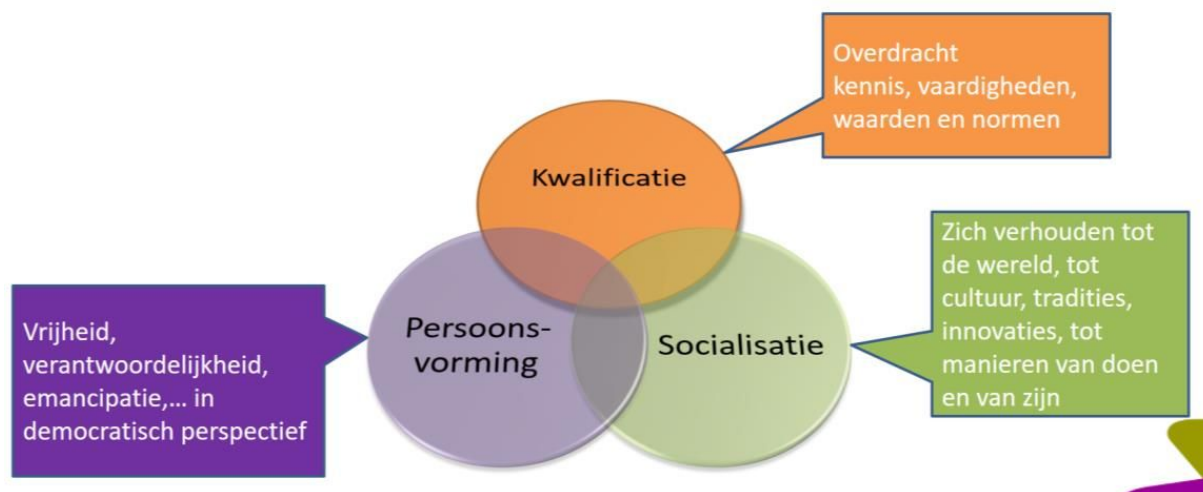 Overdracht
kennis, vaardigheden,
waarden en normen
Kwalificatie
Zich verhouden tot
de wereld, tot
cultuur, tradities,
innovaties, tot
manieren van doen
en van zijn
Vrijheid,
verantwoordelijkheid,
emancipatie,... in
democratisch perspectief
Persoons-
vorming
Socialisatie